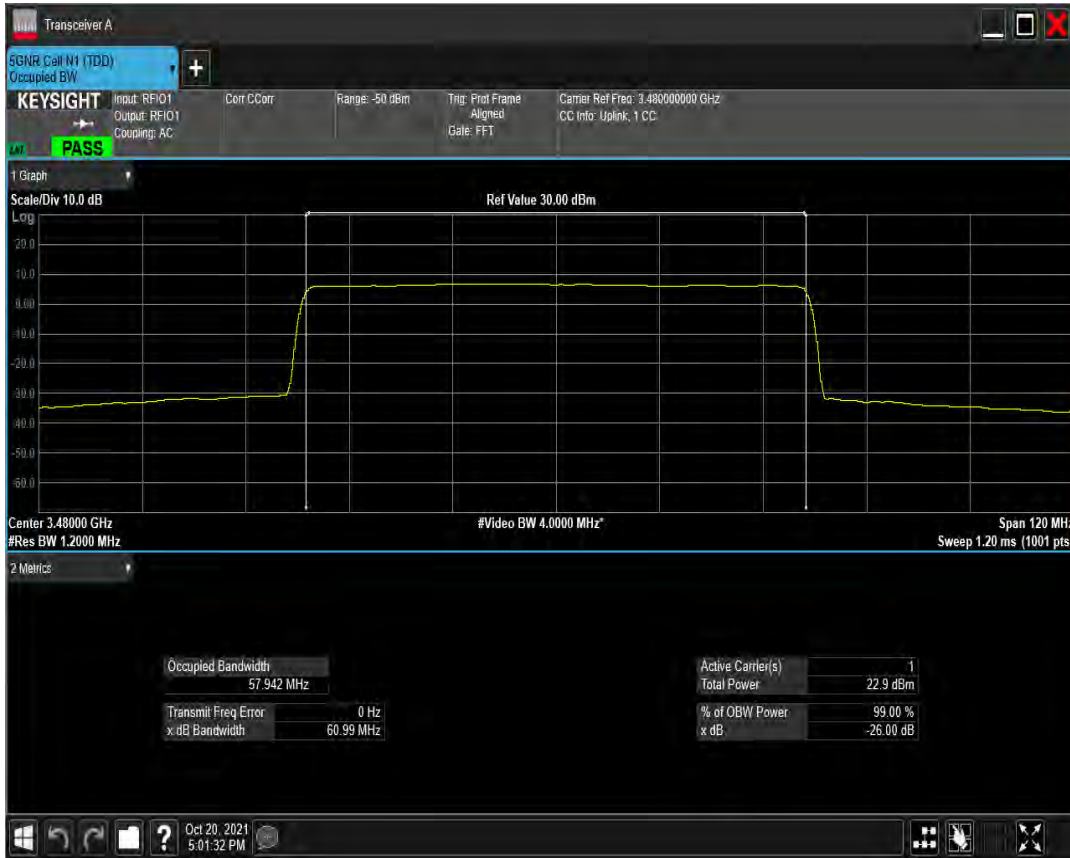 Transceiver A
5GNR Cell N1 (TDD)
Occupied BW
+
KEYSIGHT
Input: RFIO1
Output: RFIO1
Coupling: AC
Corr CCorr
Range: -50 dBm
Trig: Prot Frame
Aligned
Gate: FFT
Carrier Ref Freq: 3.480000000 GHz
CC Info: Uplink, 1 CC
PASS
1 Graph
Scale/Div 10.0 dB
Ref Value 30.00 dBm
Log
20.0
10.0
0.00
-10.0
-20.0
-30.0
-40.0
-50.0
-60.0
Center 3.48000 GHz
#Video BW 4.0000 MHz*
Span 120 MHz
#Res BW 1.2000 MHz
Sweep 1.20 ms (1001 pts
2 Metrics
Occupied Bandwidth
57.942 MHz
Transmit Freq Error 0 Hz
x dB Bandwidth 60.99 MHz
Active Carrier(s) 1
Total Power 22.9 dBm
% of OBW Power 99.00 %
x dB -26.00 dB
?
Oct 20, 2021
5:01:32 PM